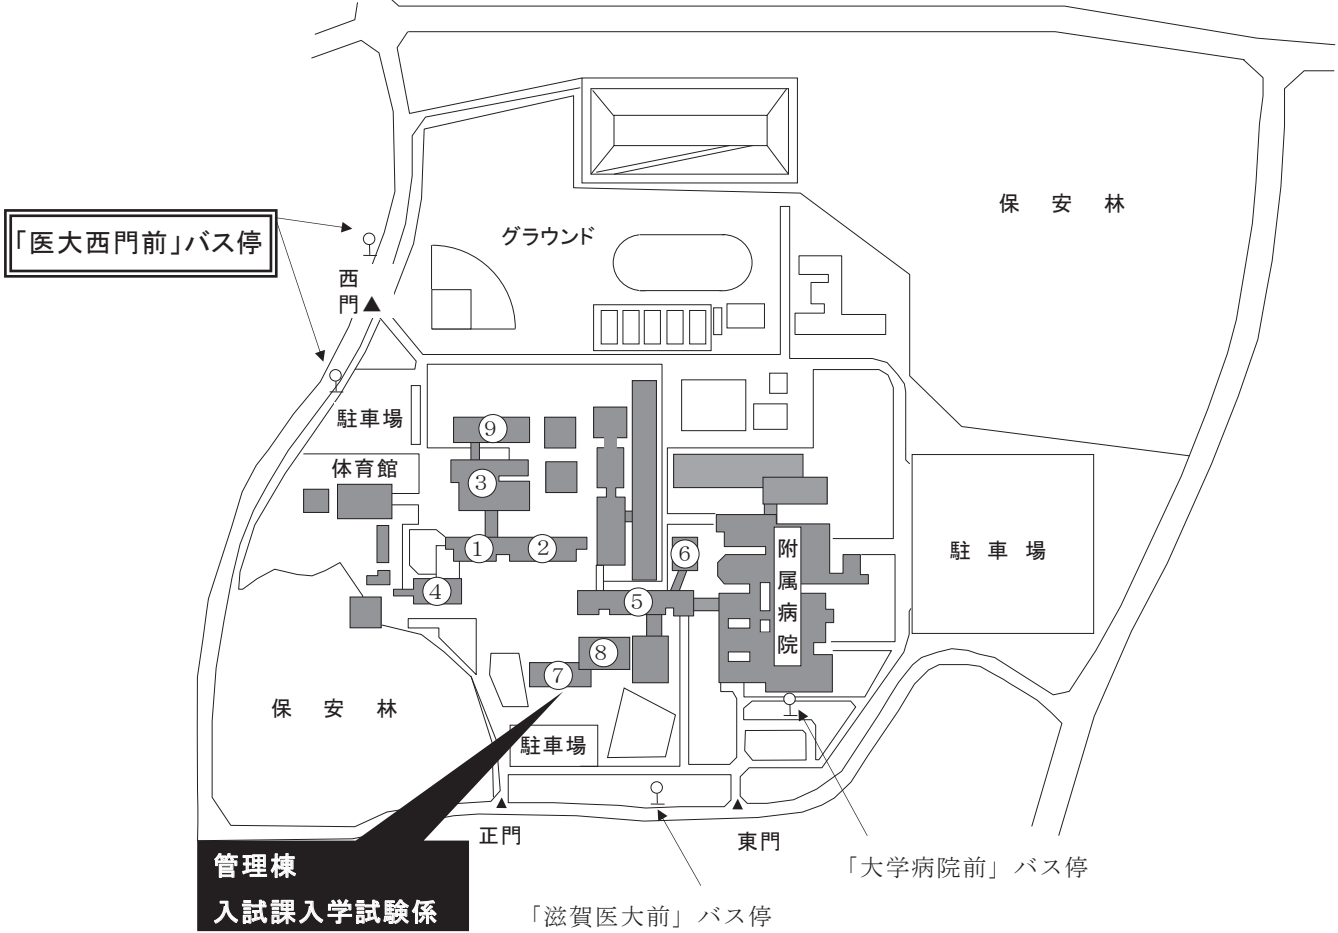 保 安 林
「医大西門前」バス停
グラウンド
西
門
駐車場
体育館
⑨
③
①
②
④
⑥
⑤
⑧
⑦
附
属
病
院
駐 車 場
保 安 林
駐車場
正門
東門
「大学病院前」バス停
「滋賀医大前」バス停
管理棟
入試課入学試験係